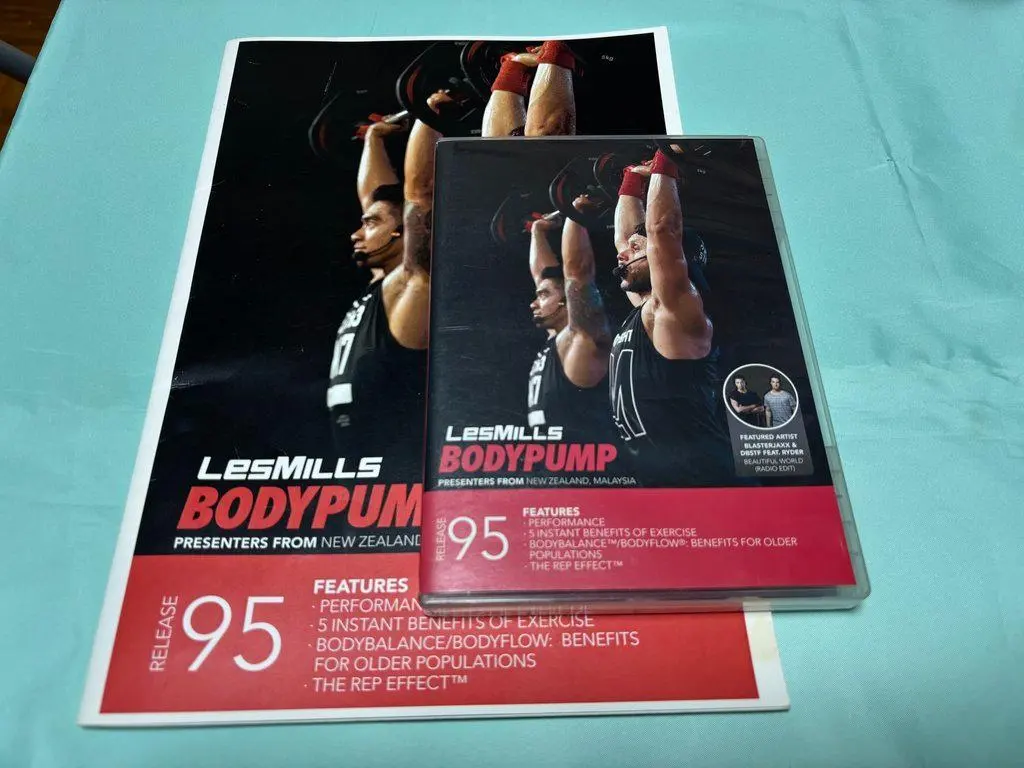 5kg
LESMILLS
BODYPUM
PRESENTERS FROM NEW ZEALAND
RELEASE
95
FEATURES
· PERFORMAN
· 5 INSTANT BENEFITS OF EXERCISE
· BODYBALANCE/BODYFLOW: BENEFITS
FOR OLDER POPULATIONS
· THE REP EFFECT™
5kg
FEATURED ARTIST
BLASTERJAXX &
DBSTF FEAT. RYDER
BEAUTIFUL WORLD
(RADIO EDIT)
LESMILLS
BODYPUMP
PRESENTERS FROM NEW ZEALAND, MALAYSIA
RELEASE
95
FEATURES
· PERFORMANCE
· 5 INSTANT BENEFITS OF EXERCISE
· BODYBALANCE™/BODYFLOW®: BENEFITS FOR OLDER
POPULATIONS
· THE REP EFFECT™